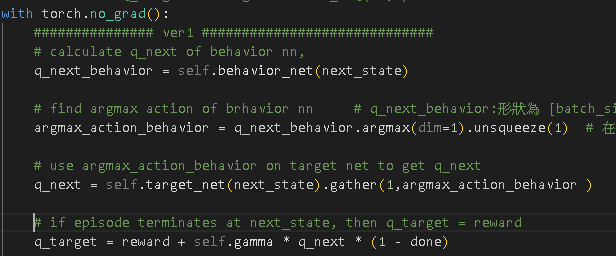 with torch.no_grad():
############### ver1 #############################
# calculate q_next of behavior nn,
q_next_behavior = self.behavior_net(next_state)
# find argmax action of brhavior nn # q_next_behavior:形狀為 [batch_si
argmax_action_behavior = q_next_behavior.argmax(dim=1).unsqueeze(1) # 在
# use argmax_action_behavior on target net to get q_next
q_next = self.target_net(next_state).gather(1,argmax_action_behavior )
# if episode terminates at next_state, then q_target = reward
q_target = reward + self.gamma * q_next * (1 - done)